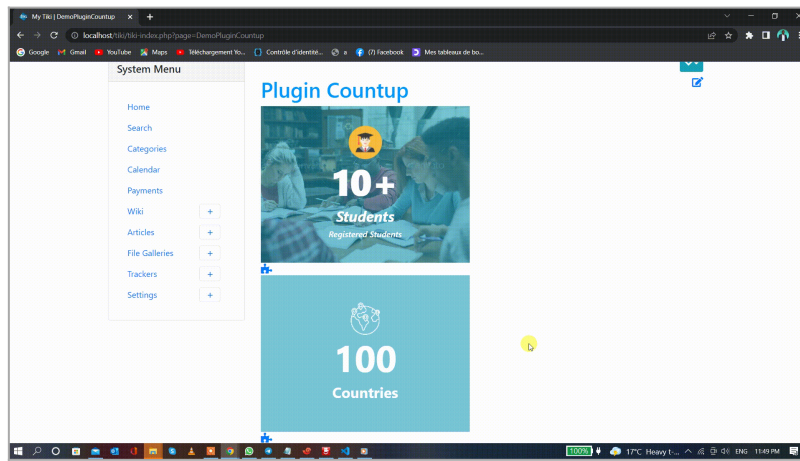 My Tiki | DemoPluginCountup
localhost/tiki/tiki-index.php?page=DemoPluginCountup
Google Gmail YouTube Maps Téléchargement Yo... Contrôle d'identité... a (7) Facebook Mes tableaux de bo...
System Menu
Home
Search
Categories
Calendar
Payments
Wiki +
Articles +
File Galleries +
Trackers +
Settings +
Plugin Countup
10+
Students
Registered Students
100
Countries
100% 17°C Heavy t... ENG 11:49 PM